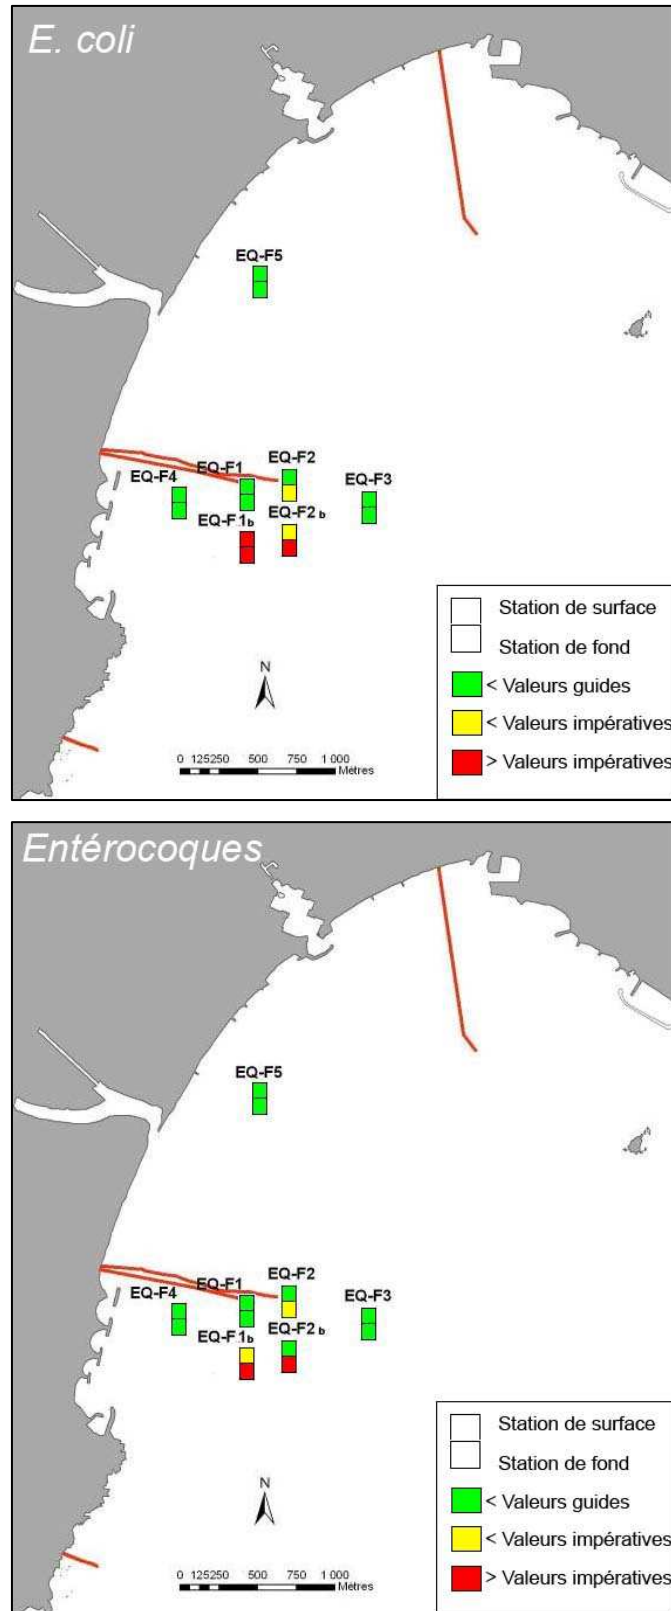 E. coli
EQ-F5
EQ-F1
EQ-F2
EQ-F4
EQ-F3
EQ-F1b
EQ-F2 b
Station de surface
Station de fond
< Valeurs guides
< Valeurs impératives
> Valeurs impératives
N
0 125250 500 750 1 000
Mètres
Entérocoques
EQ-F5
EQ-F1
EQ-F2
EQ-F4
EQ-F3
EQ-F1b
EQ-F2 b
Station de surface
Station de fond
< Valeurs guides
< Valeurs impératives
> Valeurs impératives
N
0 125250 500 750 1 000
Mètres